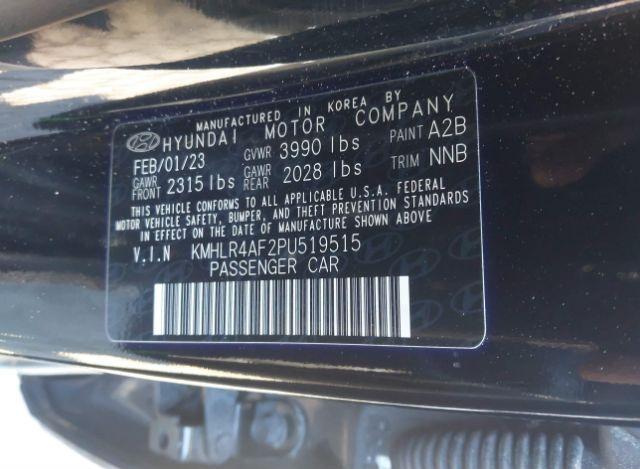 MANUFACTURED IN KOREA BY
HYUNDAI MOTOR COMPANY
FEB/01/23 GVWR 3990 lbs PAINT A2B
GAWR FRONT 2315 lbs GAWR REAR 2028 lbs TRIM NNB
THIS VEHICLE CONFORMS TO ALL APPLICABLE U.S.A. FEDERAL
MOTOR VEHICLE SAFETY, BUMPER, AND THEFT PREVENTION STANDARDS
IN EFFECT ON THE DATE OF MANUFACTURE SHOWN ABOVE
V.I.N KMHLR4AF2PU519515
PASSENGER CAR